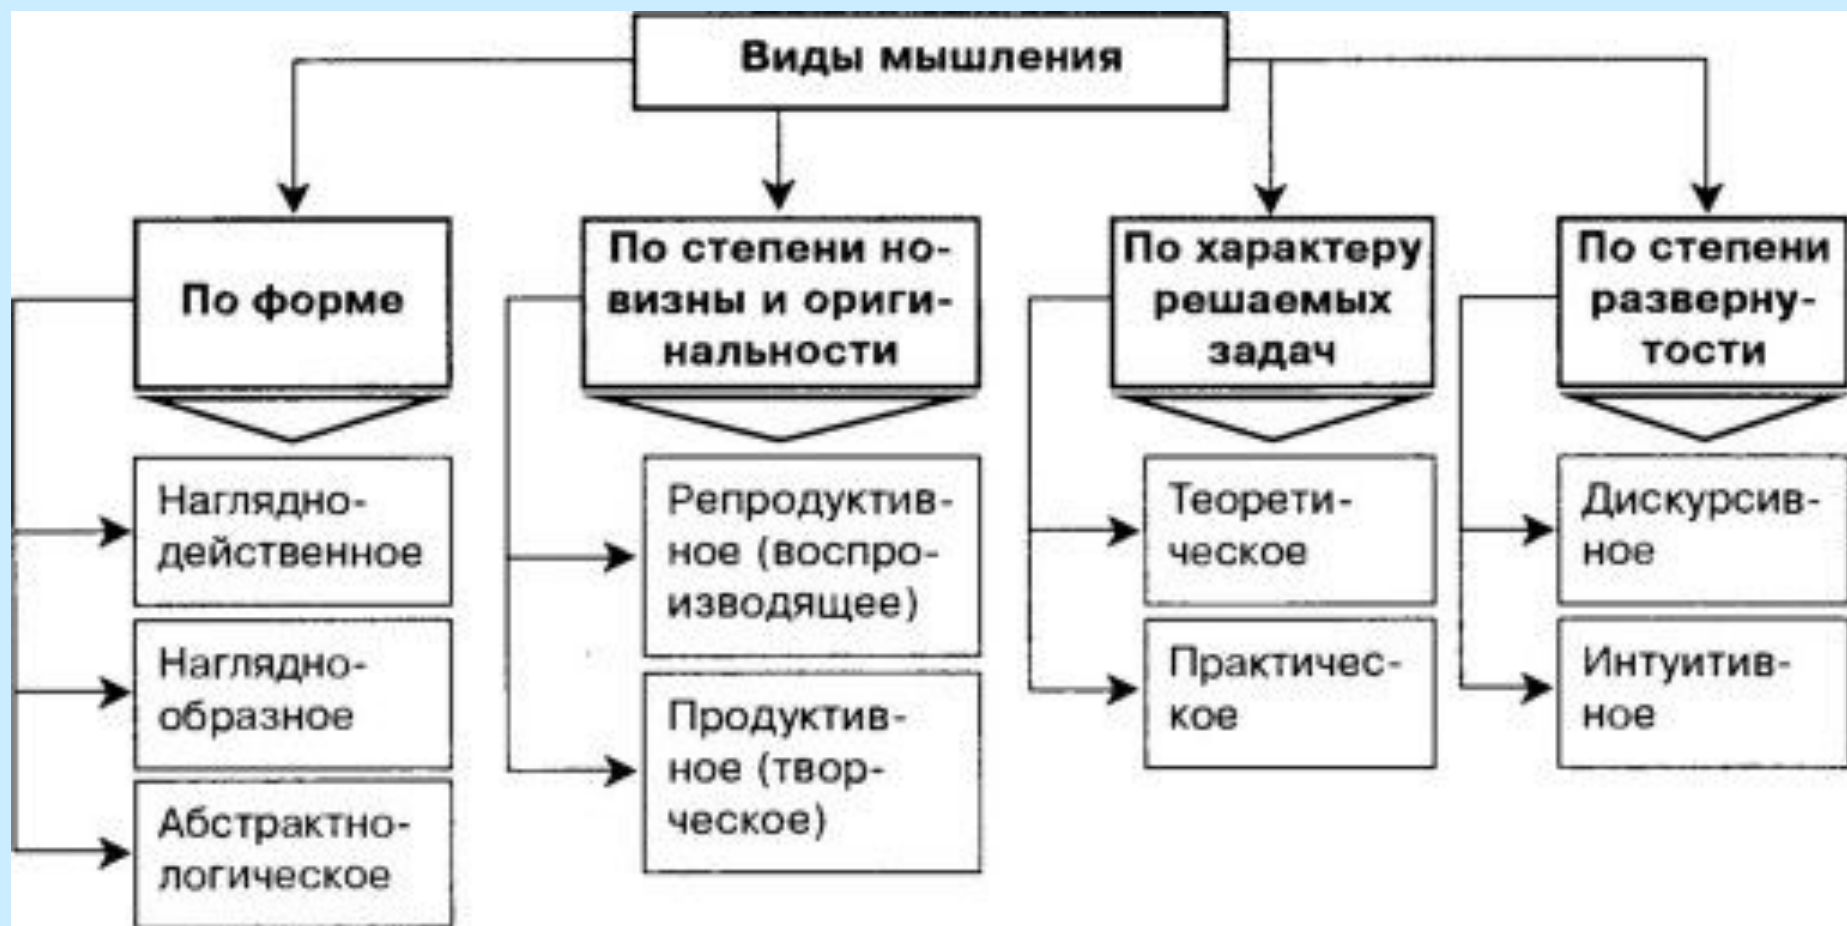 Виды мышления
По форме
Наглядно-
действенное
Наглядно-
образное
Абстрактно-
логическое
По степени но-
визны и ориги-
нальности
Репродуктив-
ное (воспро-
изводящее)
Продуктив-
ное (твор-
ческое)
По характеру
решаемых
задач
Теорети-
ческое
Практичес-
кое
По степени
разверну-
тости
Дискурсив-
ное
Интуитив-
ное